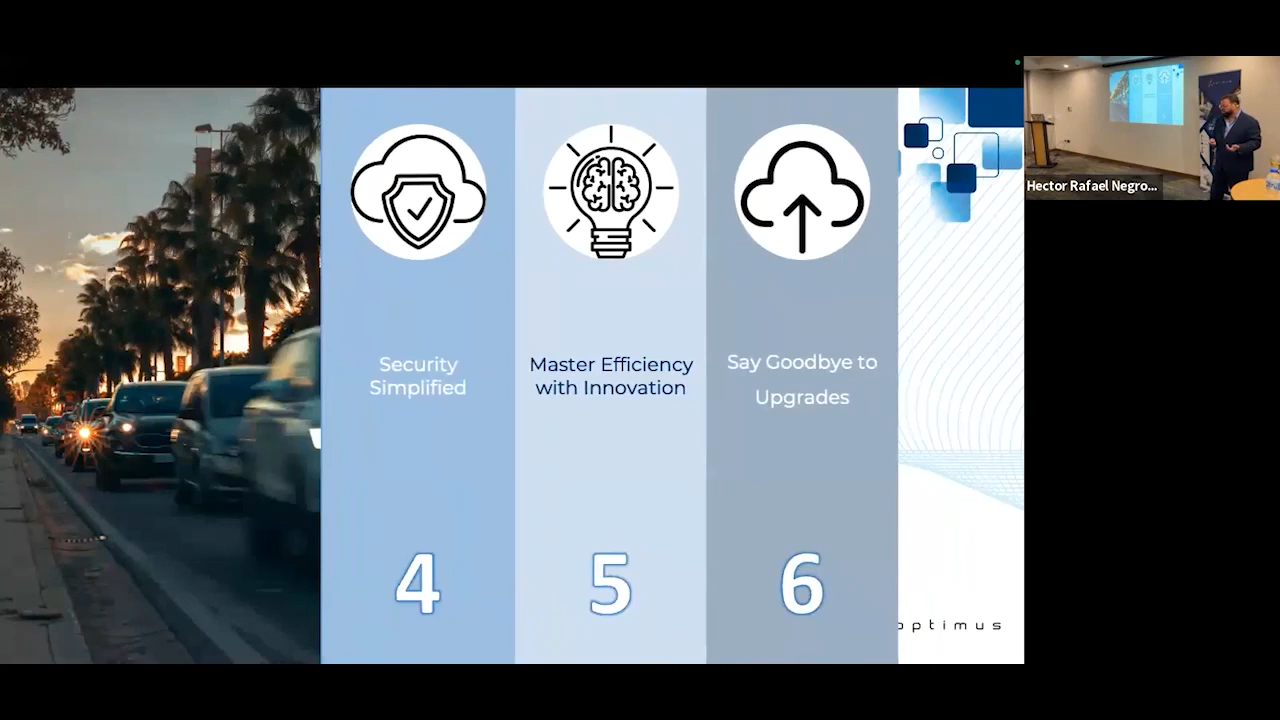 Security
Simplified
4
Master Efficiency
with Innovation
5
Say Goodbye to
Upgrades
6
optimus
Hector Rafael Negro...